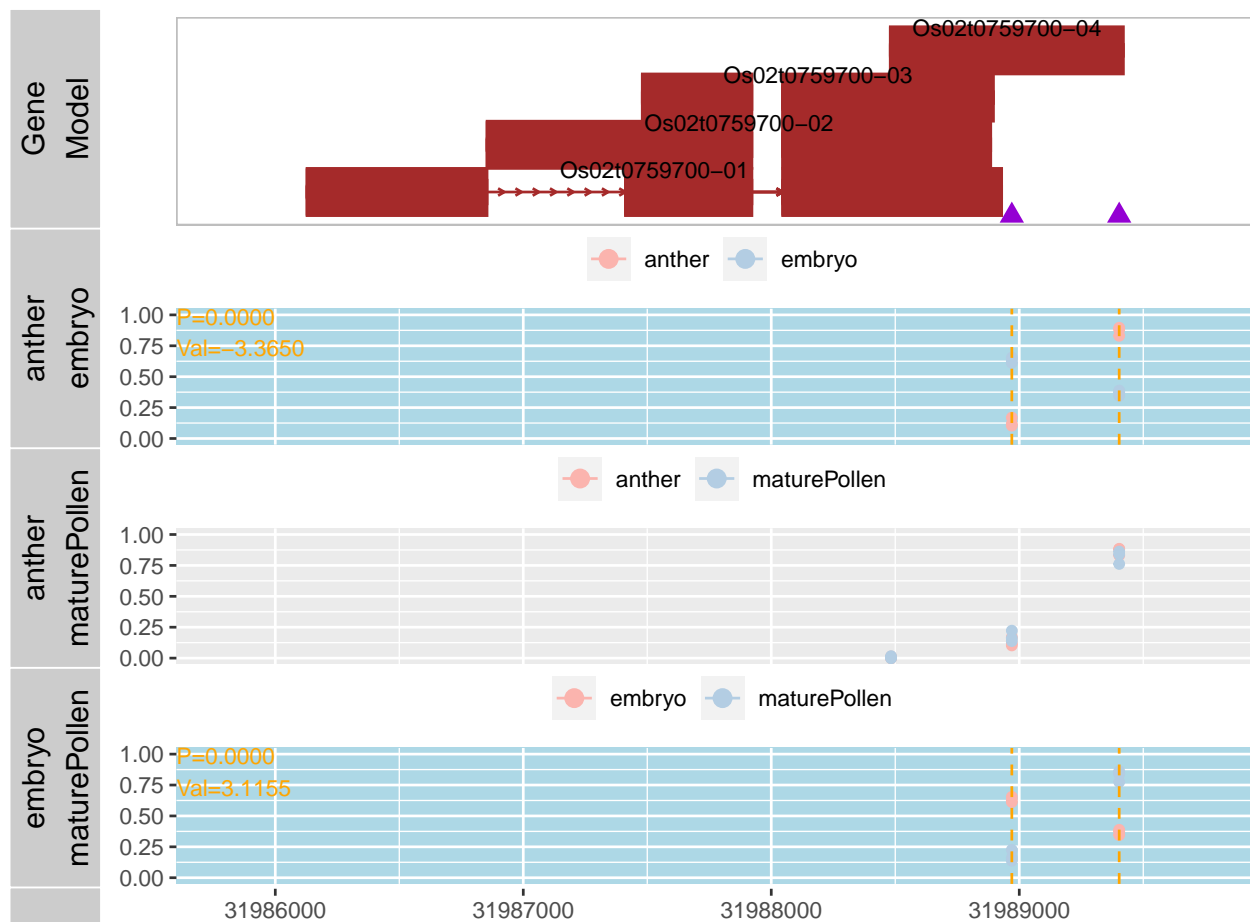 Gene
Model
Os02t0759700−04
Os02t0759700−03
Os02t0759700−02
Os02t0759700−01
anther
embryo
anther embryo
1.00
0.75
0.50
0.25
0.00
P=0.0000
Val=−3.3650
anther
maturePollen
anther maturePollen
1.00
0.75
0.50
0.25
0.00
embryo
maturePollen
embryo maturePollen
1.00
0.75
0.50
0.25
0.00
P=0.0000
Val=3.1155
31986000 31987000 31988000 31989000